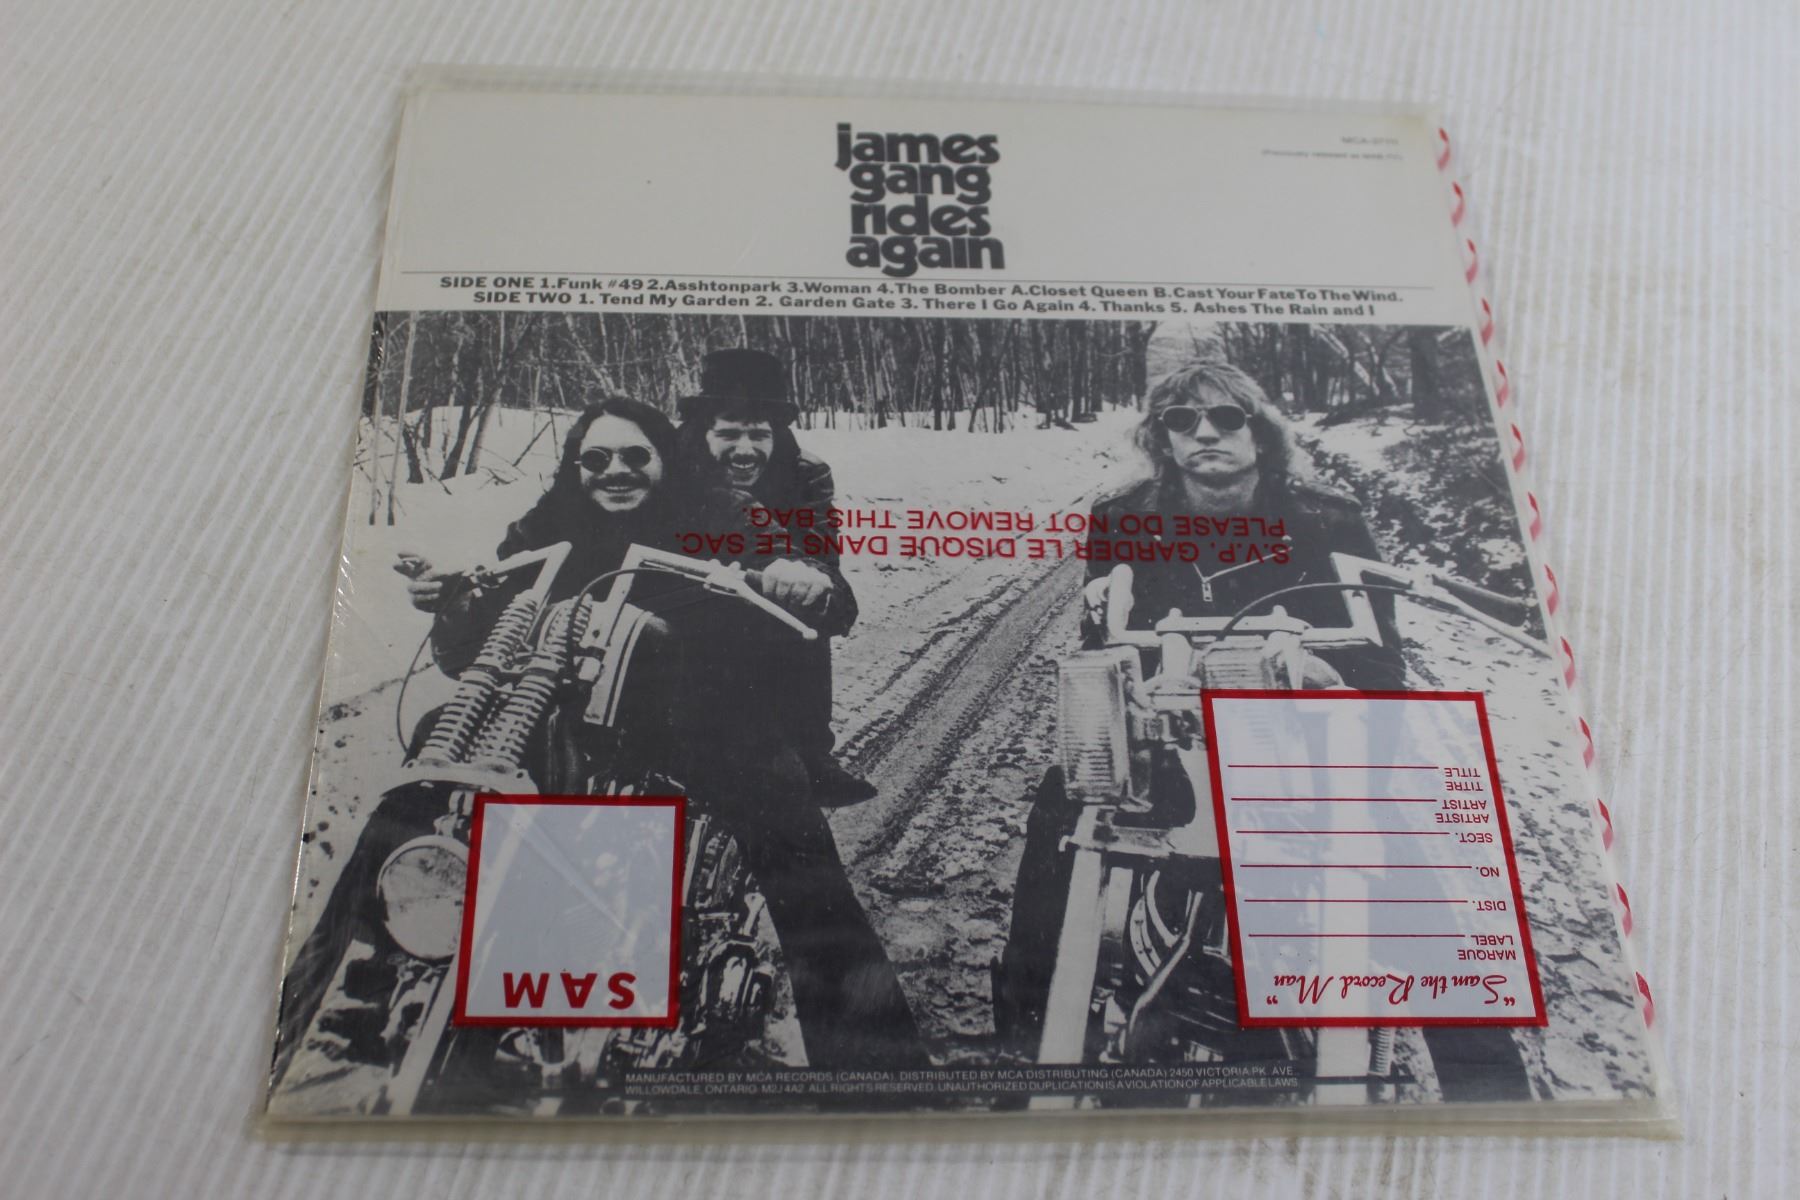 james
gang
rides
again
SIDE ONE 1.Funk #49 2.Asshtonpark 3.Woman 4.The Bomber A.Closet Queen B.Cast Your Fate To The Wind.
SIDE TWO 1. Tend My Garden 2. Garden Gate 3. There I Go Again 4. Thanks 5. Ashes The Rain and I
PLEASE DO NOT REMOVE THIS BAG.
S.V.P. GARDER LE DISQUE DANS LE SAC.
SAM
"Sam the Record Man"
MARQUE
LABEL
DIST.
NO.
SECT.
ARTISTE
ARTIST
TITRE
TITLE
MANUFACTURED BY MCA RECORDS (CANADA). DISTRIBUTED BY MCA DISTRIBUTING (CANADA) 2450 VICTORIA PK. AVE.
WILLOWDALE, ONTARIO M2J 4A2. ALL RIGHTS RESERVED. UNAUTHORIZED DUPLICATION IS A VIOLATION OF APPLICABLE LAWS.